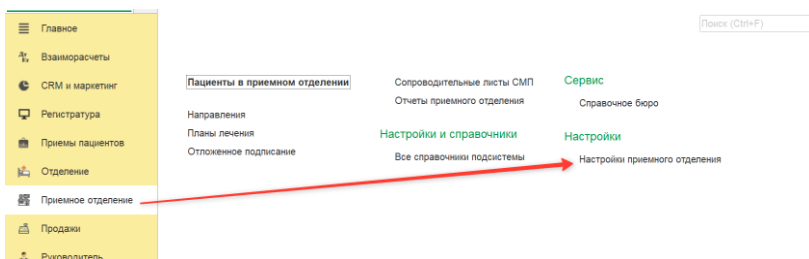 Главное
Взаиморасчеты
CRM и маркетинг
Регистратура
Приемы пациентов
Отделение
Приемное отделение
Продажи
Руководитель
Поиск (Ctrl+F)
Пациенты в приемном отделении
Направления
Планы лечения
Отложенное подписание
Сопроводительные листы СМП
Отчеты приемного отделения
Настройки и справочники
Все справочники подсистемы
Сервис
Справочное бюро
Настройки
Настройки приемного отделения